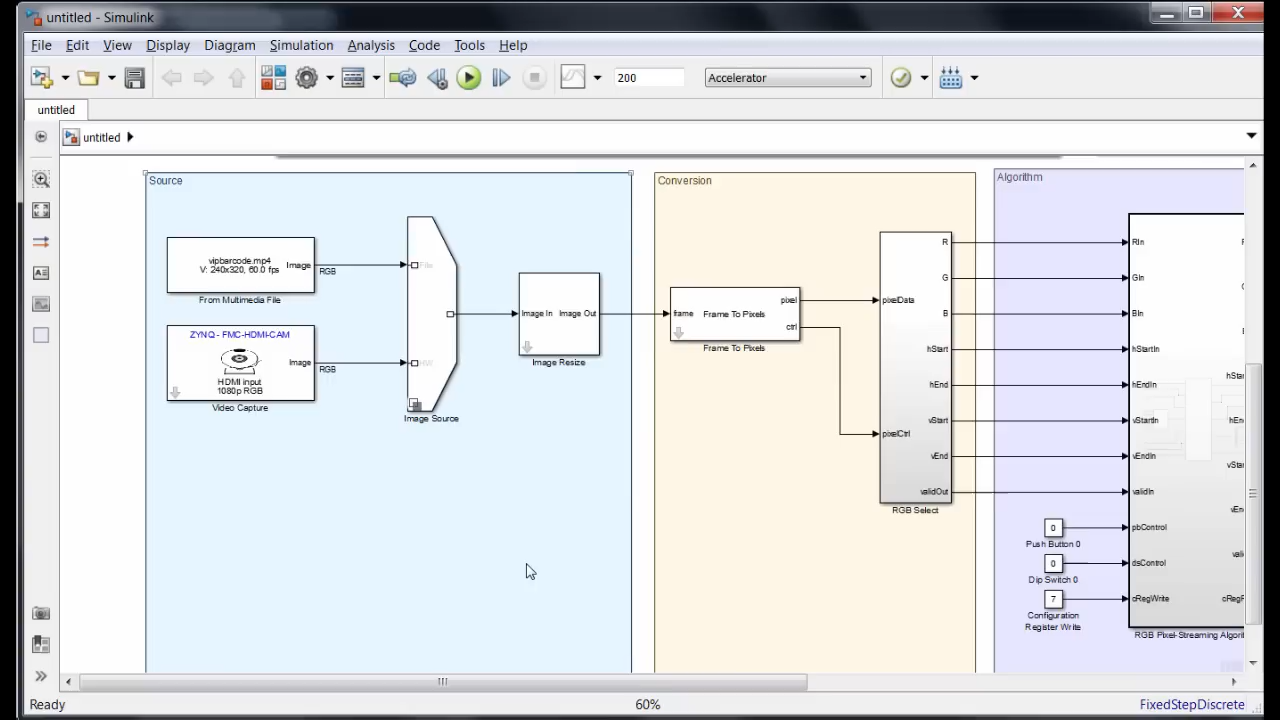 untitled - Simulink
File Edit View Display Diagram Simulation Analysis Code Tools Help
200 Accelerator
untitled
untitled
Source
vipbarcode.mp4
V: 240x320, 60.0 fps
Image
RGB
From Multimedia File
File
ZYNQ - FMC-HDMI-CAM
Image
RGB
HDMI input
1080p RGB
Video Capture
HW
Image Source
Image In Image Out
Image Resize
Conversion
frame
Frame To Pixels
pixel
ctrl
Frame To Pixels
pixelData
pixelCtrl
R
G
B
hStart
hEnd
vStart
vEnd
validOut
RGB Select
Algorithm
RIn
GIn
BIn
hStartIn
hEndIn
vStartIn
vEndIn
validIn
pbControl
dsControl
cRegWrite
0
Push Button 0
0
Dip Switch 0
7
Configuration
Register Write
RGB Pixel-Streaming Algorit
Ready 60% FixedStepDiscrete